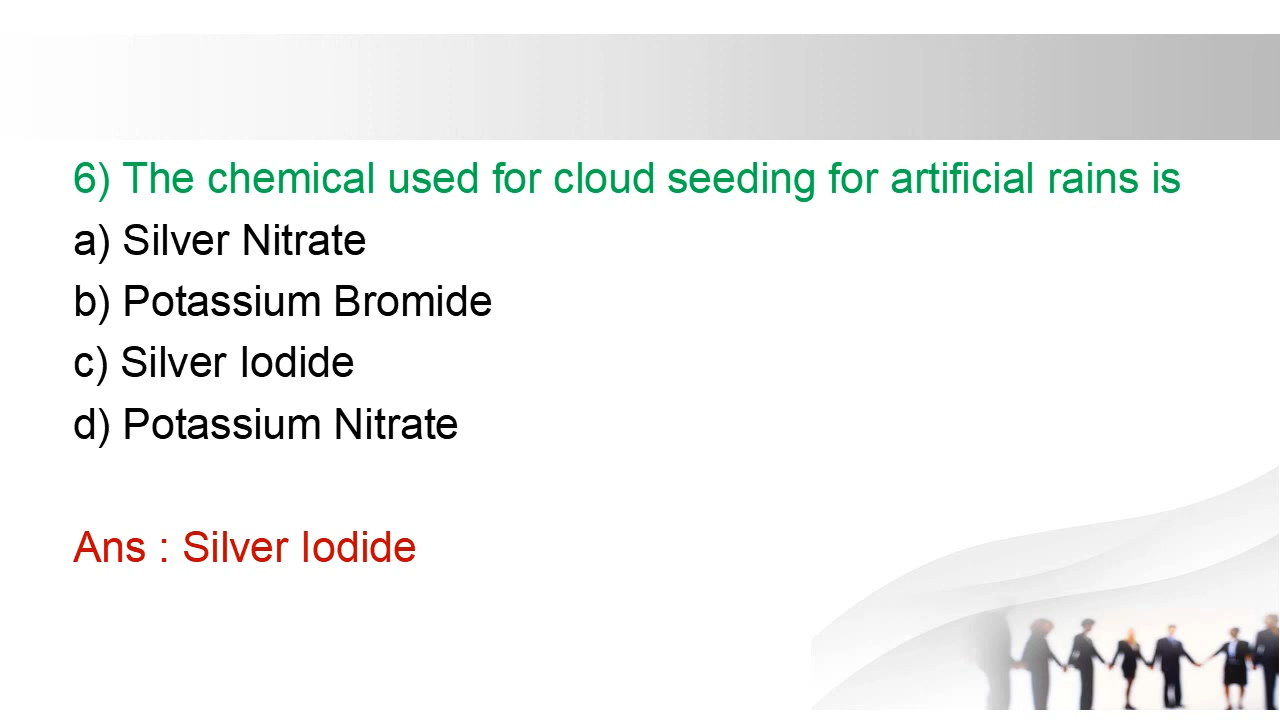 6) The chemical used for cloud seeding for artificial rains is
a) Silver Nitrate
b) Potassium Bromide
c) Silver Iodide
d) Potassium Nitrate
Ans : Silver Iodide